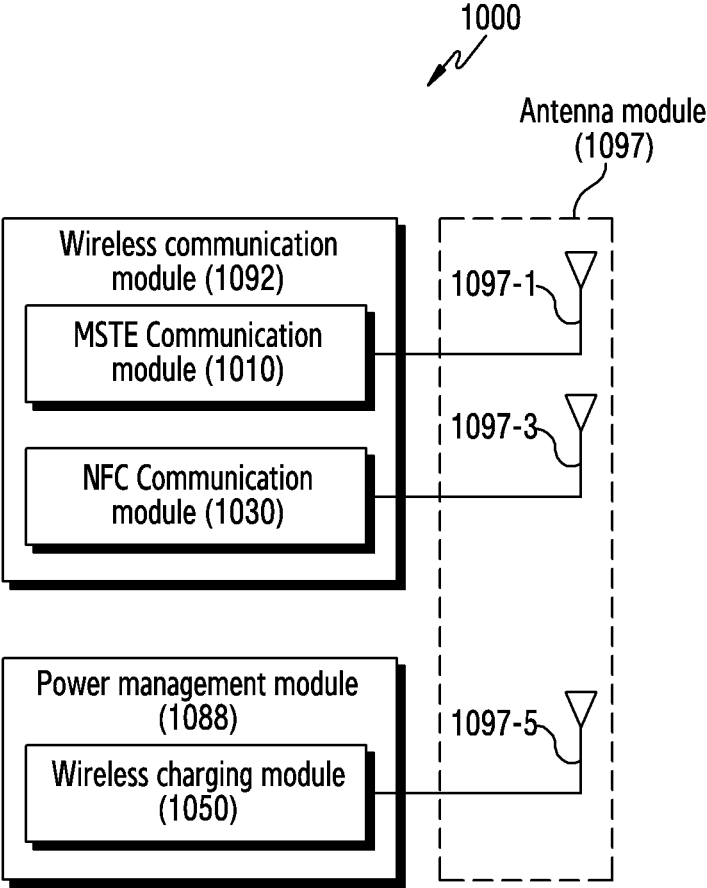 1000
Antenna module
(1097)
Wireless communication
module (1092)
1097-1
MSTE Communication
module (1010)
1097-3
NFC Communication
module (1030)
Power management module
(1088)
1097-5
Wireless charging module
(1050)